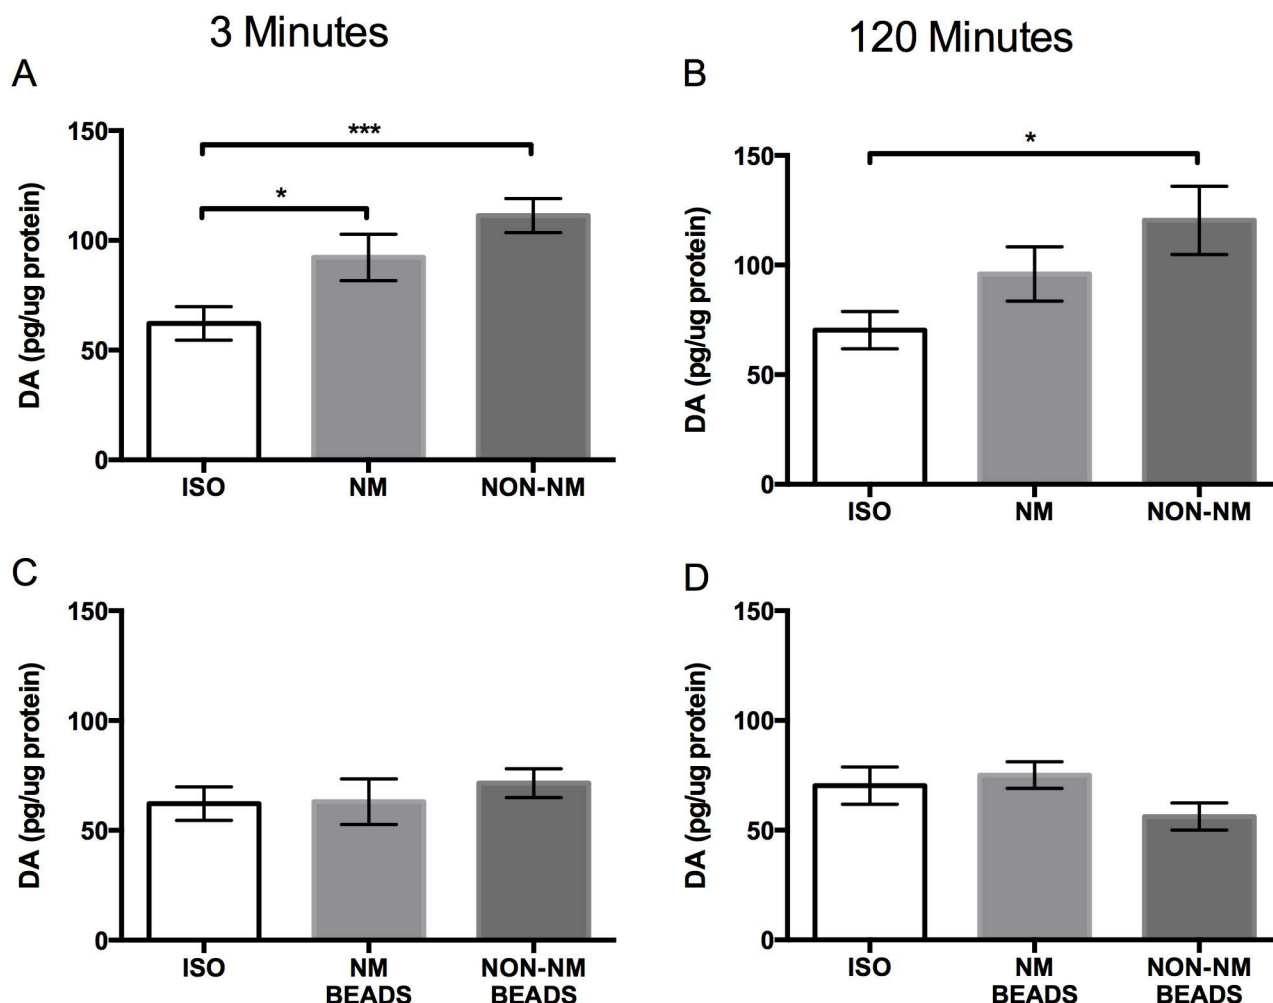 3 Minutes
120 Minutes
A
DA (pg/ug protein)
150
100
50
0
***
*
ISO
NM
NON-NM
B
DA (pg/ug protein)
150
100
50
0
*
ISO
NM
NON-NM
C
DA (pg/ug protein)
150
100
50
0
ISO
NM
BEADS
NON-NM
BEADS
D
DA (pg/ug protein)
150
100
50
0
ISO
NM
BEADS
NON-NM
BEADS